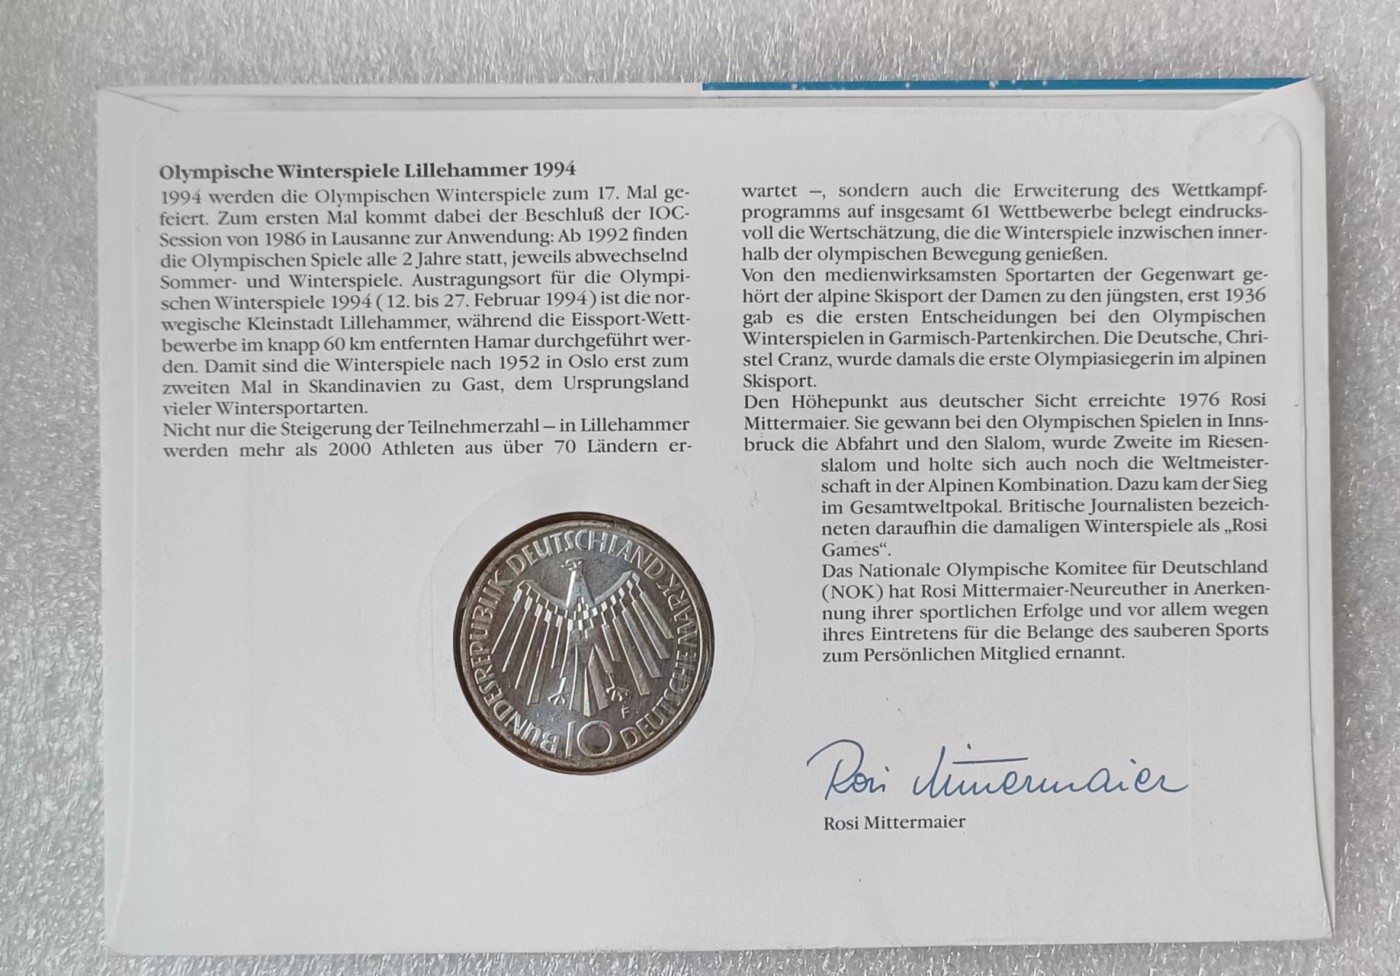 Olympische Winterspiele Lillehammer 1994
1994 werden die Olympischen Winterspiele zum 17. Mal ge-
feiert. Zum ersten Mal kommt dabei der Beschluß der IOC-
Session von 1986 in Lausanne zur Anwendung: Ab 1992 finden
die Olympischen Spiele alle 2 Jahre statt, jeweils abwechselnd
Sommer- und Winterspiele. Austragungsort für die Olympi-
schen Winterspiele 1994 (12. bis 27. Februar 1994) ist die nor-
wegische Kleinstadt Lillehammer, während die Eissport-Wett-
bewerbe im knapp 60 km entfernten Hamar durchgeführt wer-
den. Damit sind die Winterspiele nach 1952 in Oslo erst zum
zweiten Mal in Skandinavien zu Gast, dem Ursprungsland
vieler Wintersportarten.
Nicht nur die Steigerung der Teilnehmerzahl – in Lillehammer
werden mehr als 2000 Athleten aus über 70 Ländern er-
wartet –, sondern auch die Erweiterung des Wettkampf-
programms auf insgesamt 61 Wettbewerbe belegt eindrucks-
voll die Wertschätzung, die die Winterspiele inzwischen inner-
halb der olympischen Bewegung genießen.
Von den medienwirksamsten Sportarten der Gegenwart ge-
hört der alpine Skisport der Damen zu den jüngsten, erst 1936
gab es die ersten Entscheidungen bei den Olympischen
Winterspielen in Garmisch-Partenkirchen. Die Deutsche, Chri-
stel Cranz, wurde damals die erste Olympiasiegerin im alpinen
Skisport.
Den Höhepunkt aus deutscher Sicht erreichte 1976 Rosi
Mittermaier. Sie gewann bei den Olympischen Spielen in Inns-
bruck die Abfahrt und den Slalom, wurde Zweite im Riesen-
slalom und holte sich auch noch die Weltmeister-
schaft in der Alpinen Kombination. Dazu kam der Sieg
im Gesamtweltpokal. Britische Journalisten bezeich-
neten daraufhin die damaligen Winterspiele als „Rosi
Games“.
Das Nationale Olympische Komitee für Deutschland
(NOK) hat Rosi Mittermaier-Neureuther in Anerken-
nung ihrer sportlichen Erfolge und vor allem wegen
ihres Eintretens für die Belange des sauberen Sports
zum Persönlichen Mitglied ernannt.
BUNDESREPUBLIK DEUTSCHLAND
10 DEUTSCHE MARK
F
Rosi Mittermaier
Rosi Mittermaier